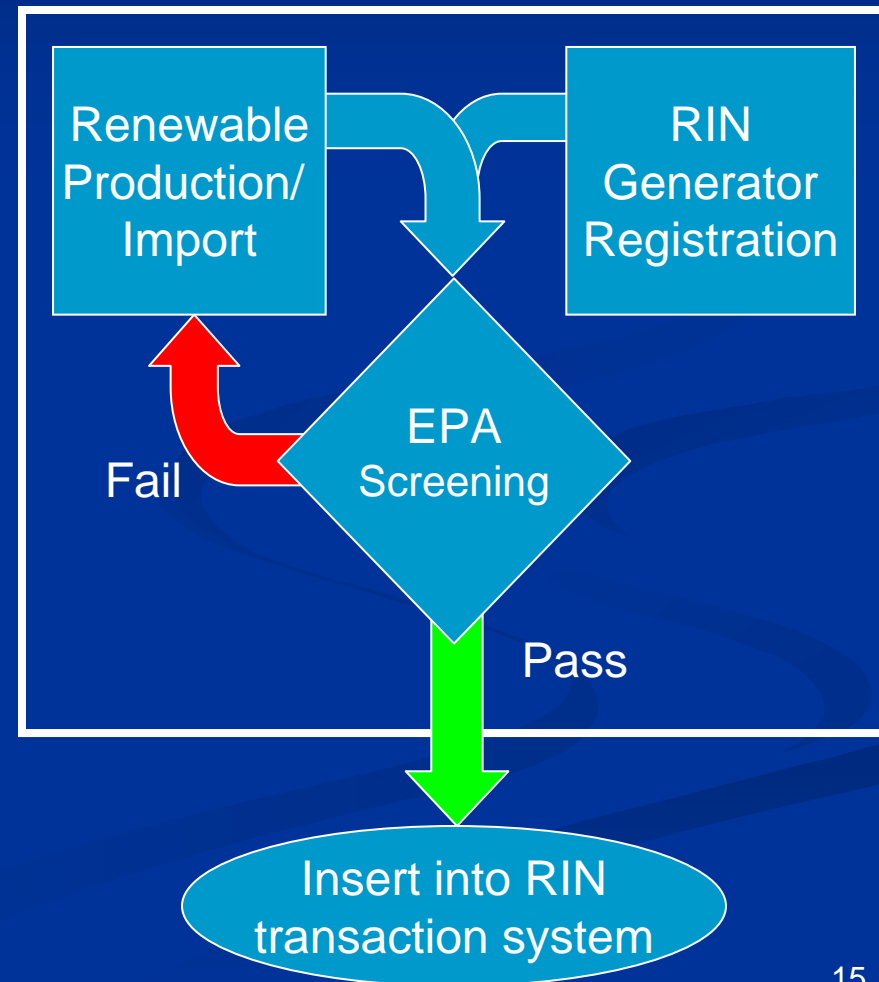 Renewable
Production/
Import
RIN
Generator
Registration
EPA
Screening
Fail
Pass
Insert into RIN
transaction system
15